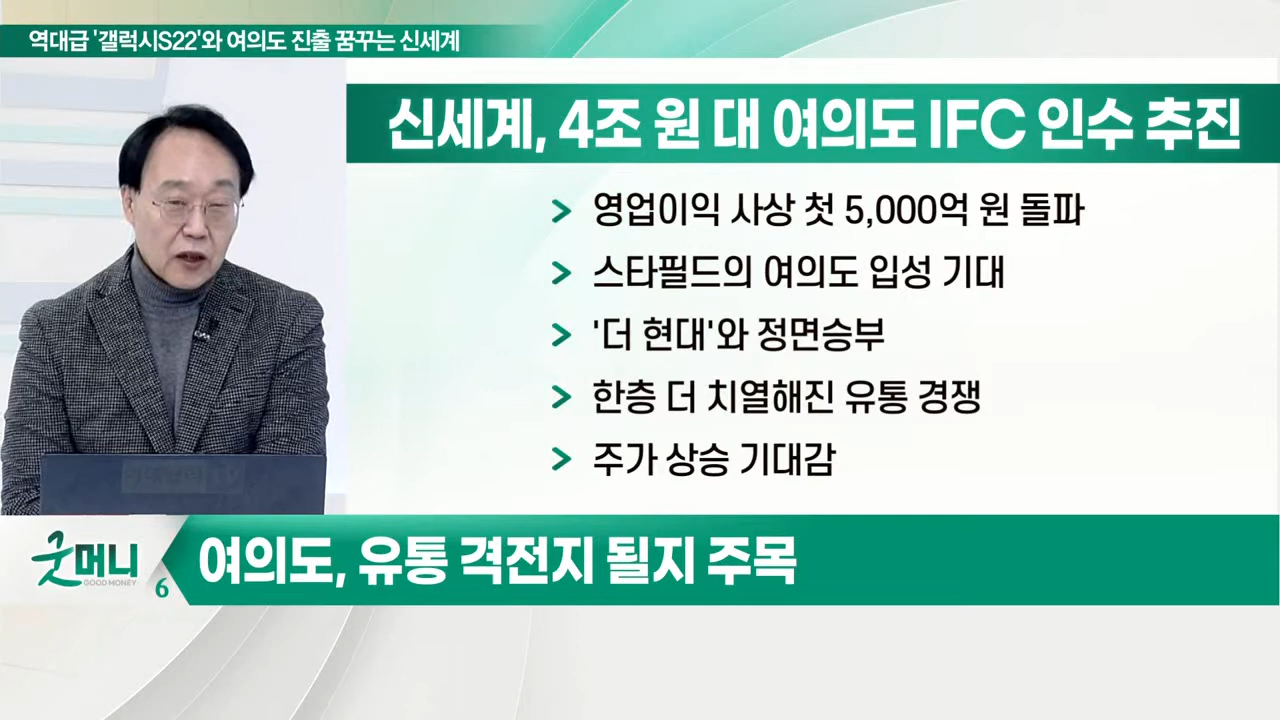 역대급 '갤럭시S22'와 여의도 진출 꿈꾸는 신세계
신세계, 4조 원 대 여의도 IFC 인수 추진
> 영업이익 사상 첫 5,000억 원 돌파
> 스타필드의 여의도 입성 기대
> '더 현대'와 정면승부
> 한층 더 치열해진 유통 경쟁
> 주가 상승 기대감
굿머니
GOOD MONEY
6
여의도, 유통 격전지 될지 주목